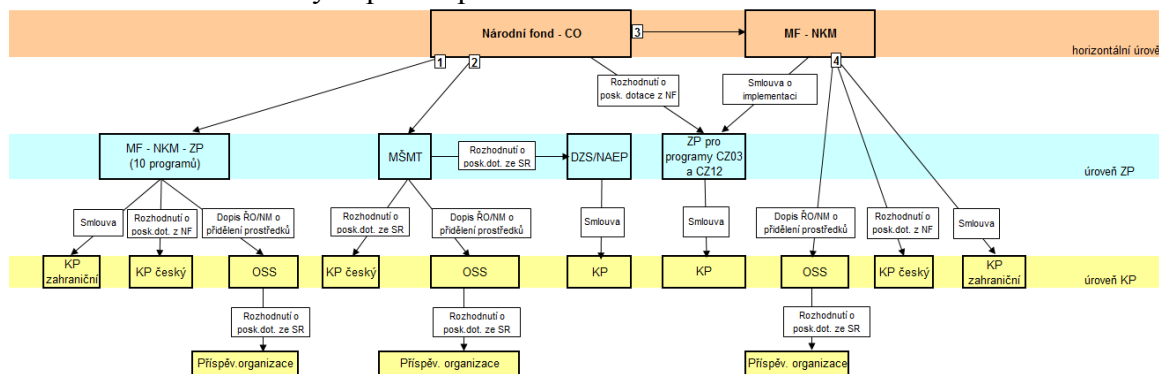 Národní fond - CO
3
MF - NKM
horizontální úrově
1
2
4
Rozhodnutí o
posk. dotace z NF
Smlouva o
implementaci
MF - NKM - ZP
(10 programů)
MŠMT
Rozhodnutí o
posk.dot. ze SR
DZS/NAEP
ZP pro
programy CZ03
a CZ12
úroveň ZP
Smlouva
Rozhodnutí o
posk.dot. z NF
Dopis ŘO/NM o
přidělení prostředků
Rozhodnutí o
posk.dot. ze SR
Dopis ŘO/NM o
přidělení prostředků
Smlouva
Smlouva
Dopis ŘO/NM o
přidělení prostředků
Rozhodnutí o
posk.dot. z NF
Smlouva
KP
zahraniční
KP český
OSS
KP český
OSS
KP
KP
OSS
KP český
KP
zahraniční
úroveň KP
Rozhodnutí o
posk.dot. ze SR
Rozhodnutí o
posk.dot. ze SR
Rozhodnutí o
posk.dot. ze SR
Příspěv.organizace
Příspěv. organizace
Příspěv. organizace